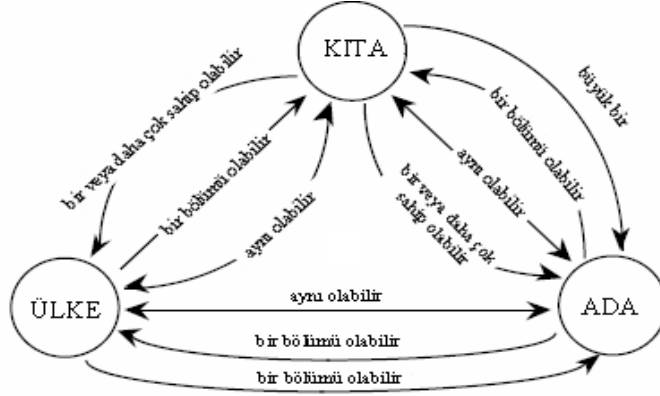 KITA
bir veya daha çok sahip olabilir
bir bölümü olabilir
aynı olabilir
bir veya daha çok
sahip olabilir
aynı olabilir
bir bölümü olabilir
büyük bir
ÜLKE
aynı olabilir
ADA
bir bölümü olabilir
bir bölümü olabilir